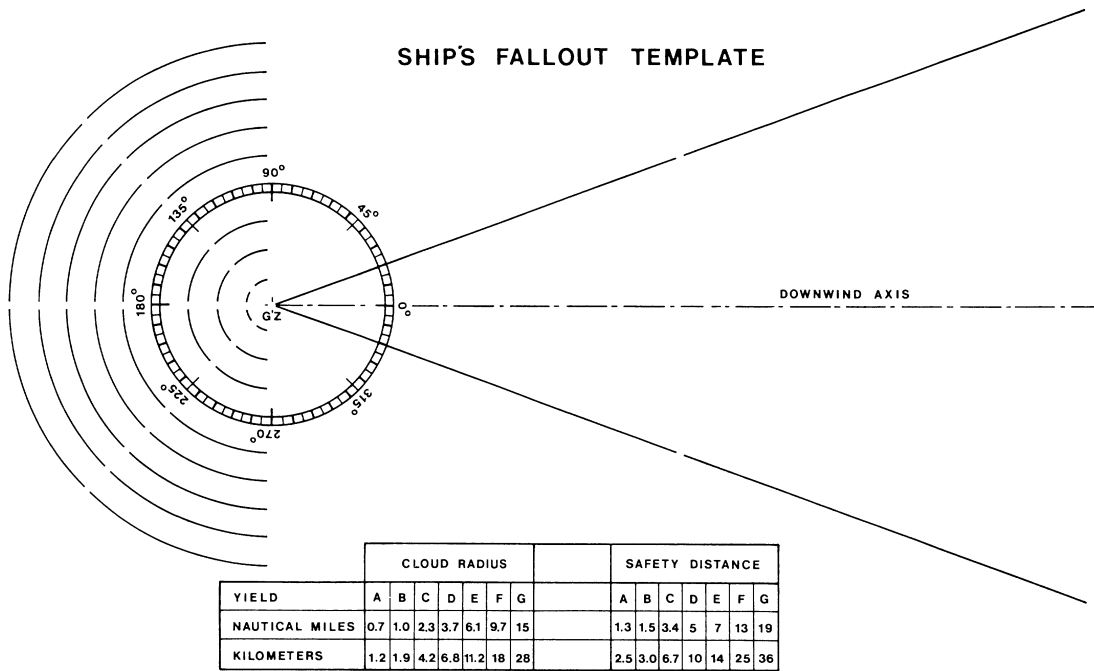 SHIP'S FALLOUT TEMPLATE
90°
135°
45°
180°
G.Z.
0°
DOWNWIND AXIS
225°
315°
270°
CLOUD RADIUS SAFETY DISTANCE
YIELD A B C D E F G A B C D E F G
NAUTICAL MILES 0.7 1.0 2.3 3.7 6.1 9.7 15 1.3 1.5 3.4 5 7 13 19
KILOMETERS 1.2 1.9 4.2 6.8 11.2 18 28 2.5 3.0 6.7 10 14 25 36